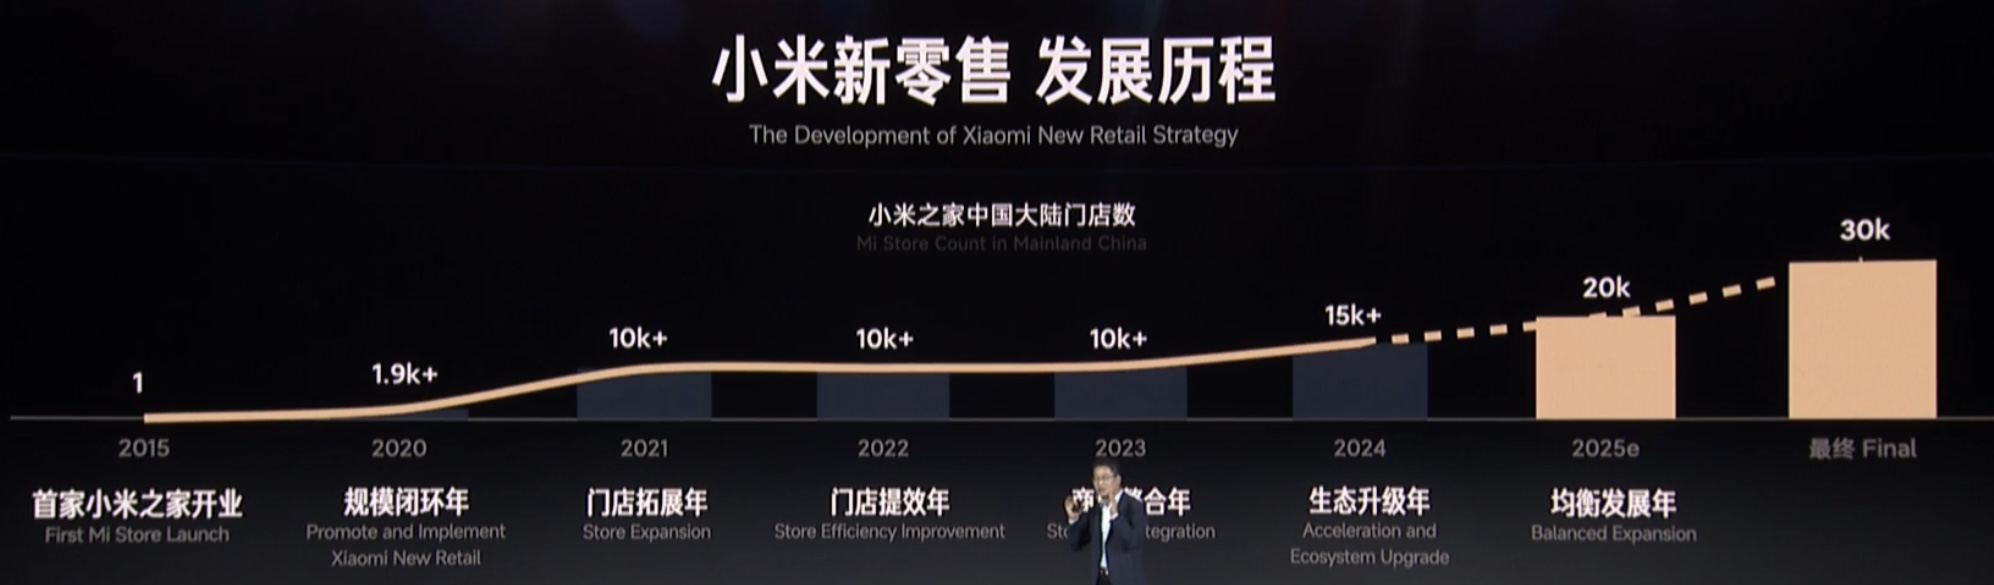 小米新零售 发展历程
The Development of Xiaomi New Retail Strategy
小米之家中国大陆门店数
Mi Store Count in Mainland China
1
1.9k+
10k+
10k+
10k+
15k+
20k
30k
2015
2020
2021
2022
2023
2024
2025e
最终 Final
首家小米之家开业
First Mi Store Launch
规模闭环年
Promote and Implement
Xiaomi New Retail
门店拓展年
Store Expansion
门店提效年
Store Efficiency Improvement
合年
生态升级年
Acceleration and
Ecosystem Upgrade
均衡发展年
Balanced Expansion